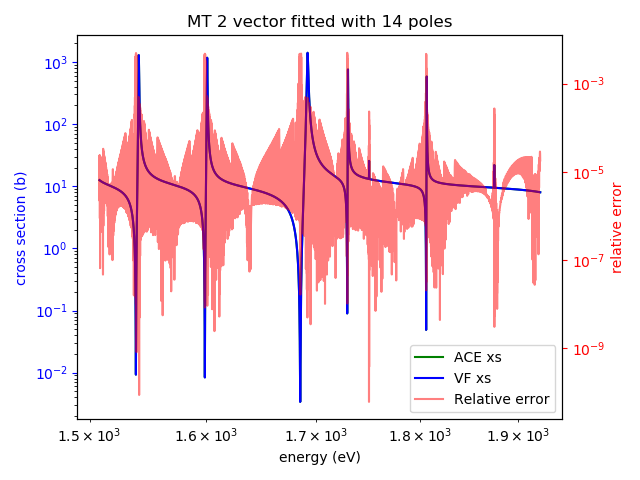 MT 2 vector fitted with 14 poles
cross section (b)
10³
10²
10¹
10⁰
10⁻¹
10⁻²
10⁻³
10⁻⁵
10⁻⁷
10⁻⁹
relative error
ACE xs
VF xs
Relative error
1.5 × 10³ 1.6 × 10³ 1.7 × 10³ 1.8 × 10³ 1.9 × 10³
energy (eV)